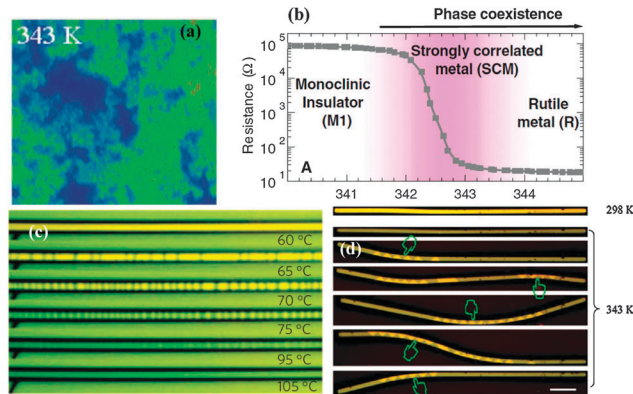 343 K
(a)
(b)
Phase coexistence
Resistance (Ω)
10⁵
10⁴
10³
10²
10¹
Strongly correlated
metal (SCM)
Monoclinic
Insulator
(M1)
Rutile
metal (R)
A
341
342
343
344
(c)
60 °C
65 °C
70 °C
75 °C
95 °C
105 °C
(d)
298 K
343 K